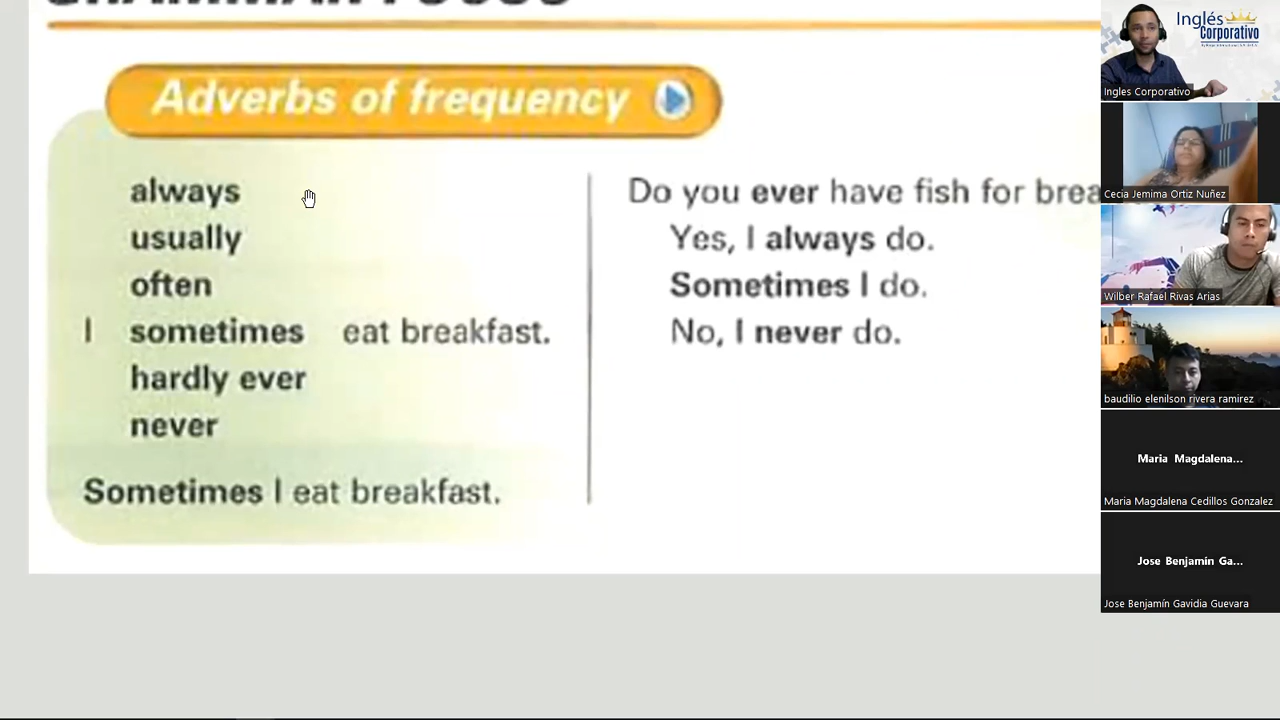 GRAMMAR FOCUS
Adverbs of frequency
always
usually
often
I sometimes eat breakfast.
hardly ever
never
Sometimes I eat breakfast.
Do you ever have fish for brea
Yes, I always do.
Sometimes I do.
No, I never do.
Inglés
Corporativo
Ingles Corporativo
Cecia Jemima Ortiz Nuñez
Wilber Rafael Rivas Arias
baudilio elenilson rivera ramirez
Maria Magdalena...
Maria Magdalena Cedillos Gonzalez
Jose Benjamin Ga...
Jose Benjamín Gavidia Guevara